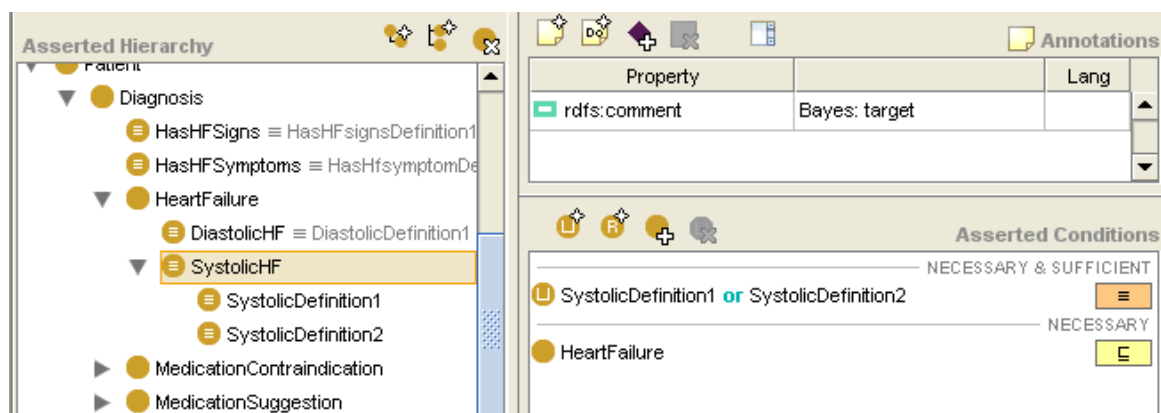 Asserted Hierarchy
Patient
Diagnosis
HasHFSigns ≡ HasHFsignsDefinition1
HasHFSymptoms ≡ HasHfsymptomDe
HeartFailure
DiastolicHF ≡ DiastolicDefinition1
SystolicHF
SystolicDefinition1
SystolicDefinition2
MedicationContraindication
MedicationSuggestion
Annotations
Property Lang
rdfs:comment Bayes: target
Asserted Conditions
NECESSARY & SUFFICIENT
SystolicDefinition1 or SystolicDefinition2 ≡
NECESSARY
HeartFailure ⊑